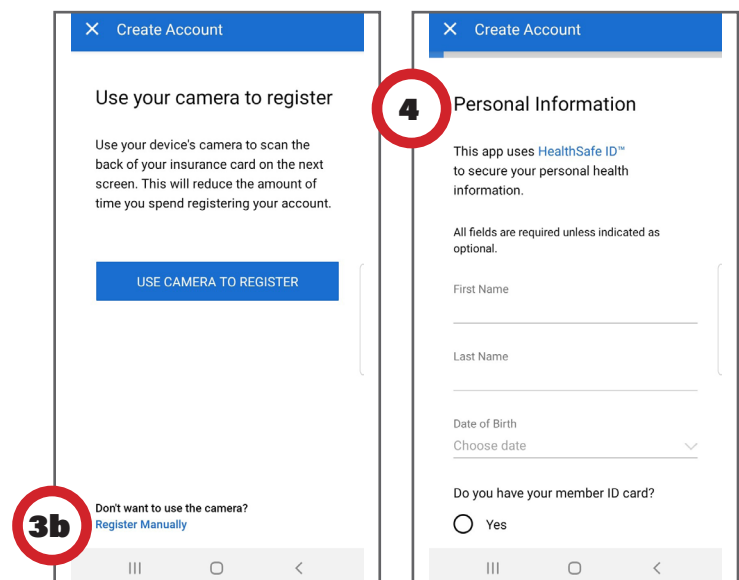 Create Account
Use your camera to register
Use your device's camera to scan the
back of your insurance card on the next
screen. This will reduce the amount of
time you spend registering your account.
USE CAMERA TO REGISTER
3b
Don't want to use the camera?
Register Manually
Create Account
4
Personal Information
This app uses HealthSafe ID™
to secure your personal health
information.
All fields are required unless indicated as
optional.
First Name
Last Name
Date of Birth
Choose date
Do you have your member ID card?
Yes